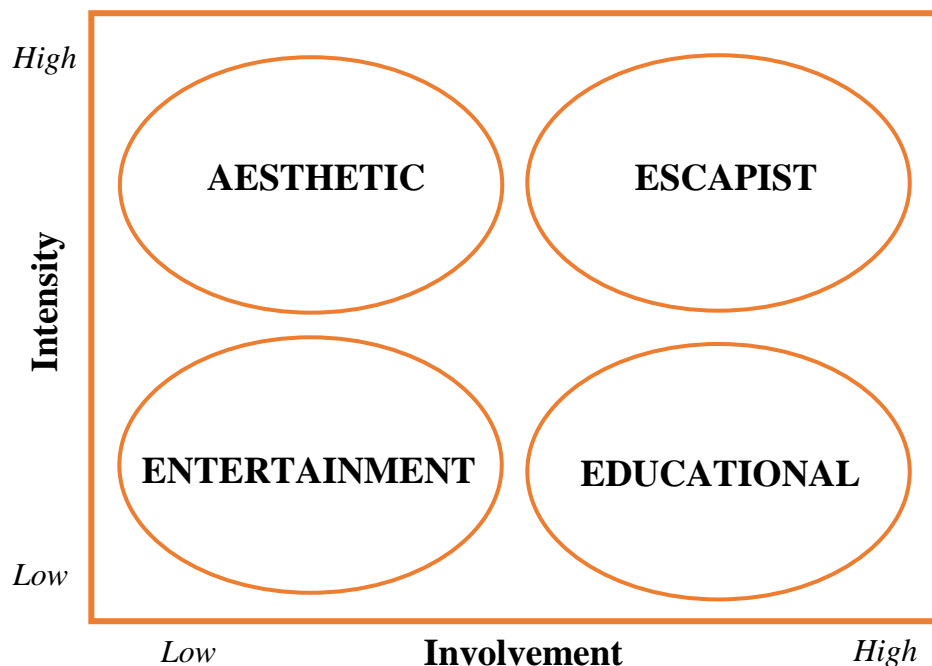 High
AESTHETIC
ESCAPIST
Intensity
ENTERTAINMENT
EDUCATIONAL
Low
Low
Involvement
High